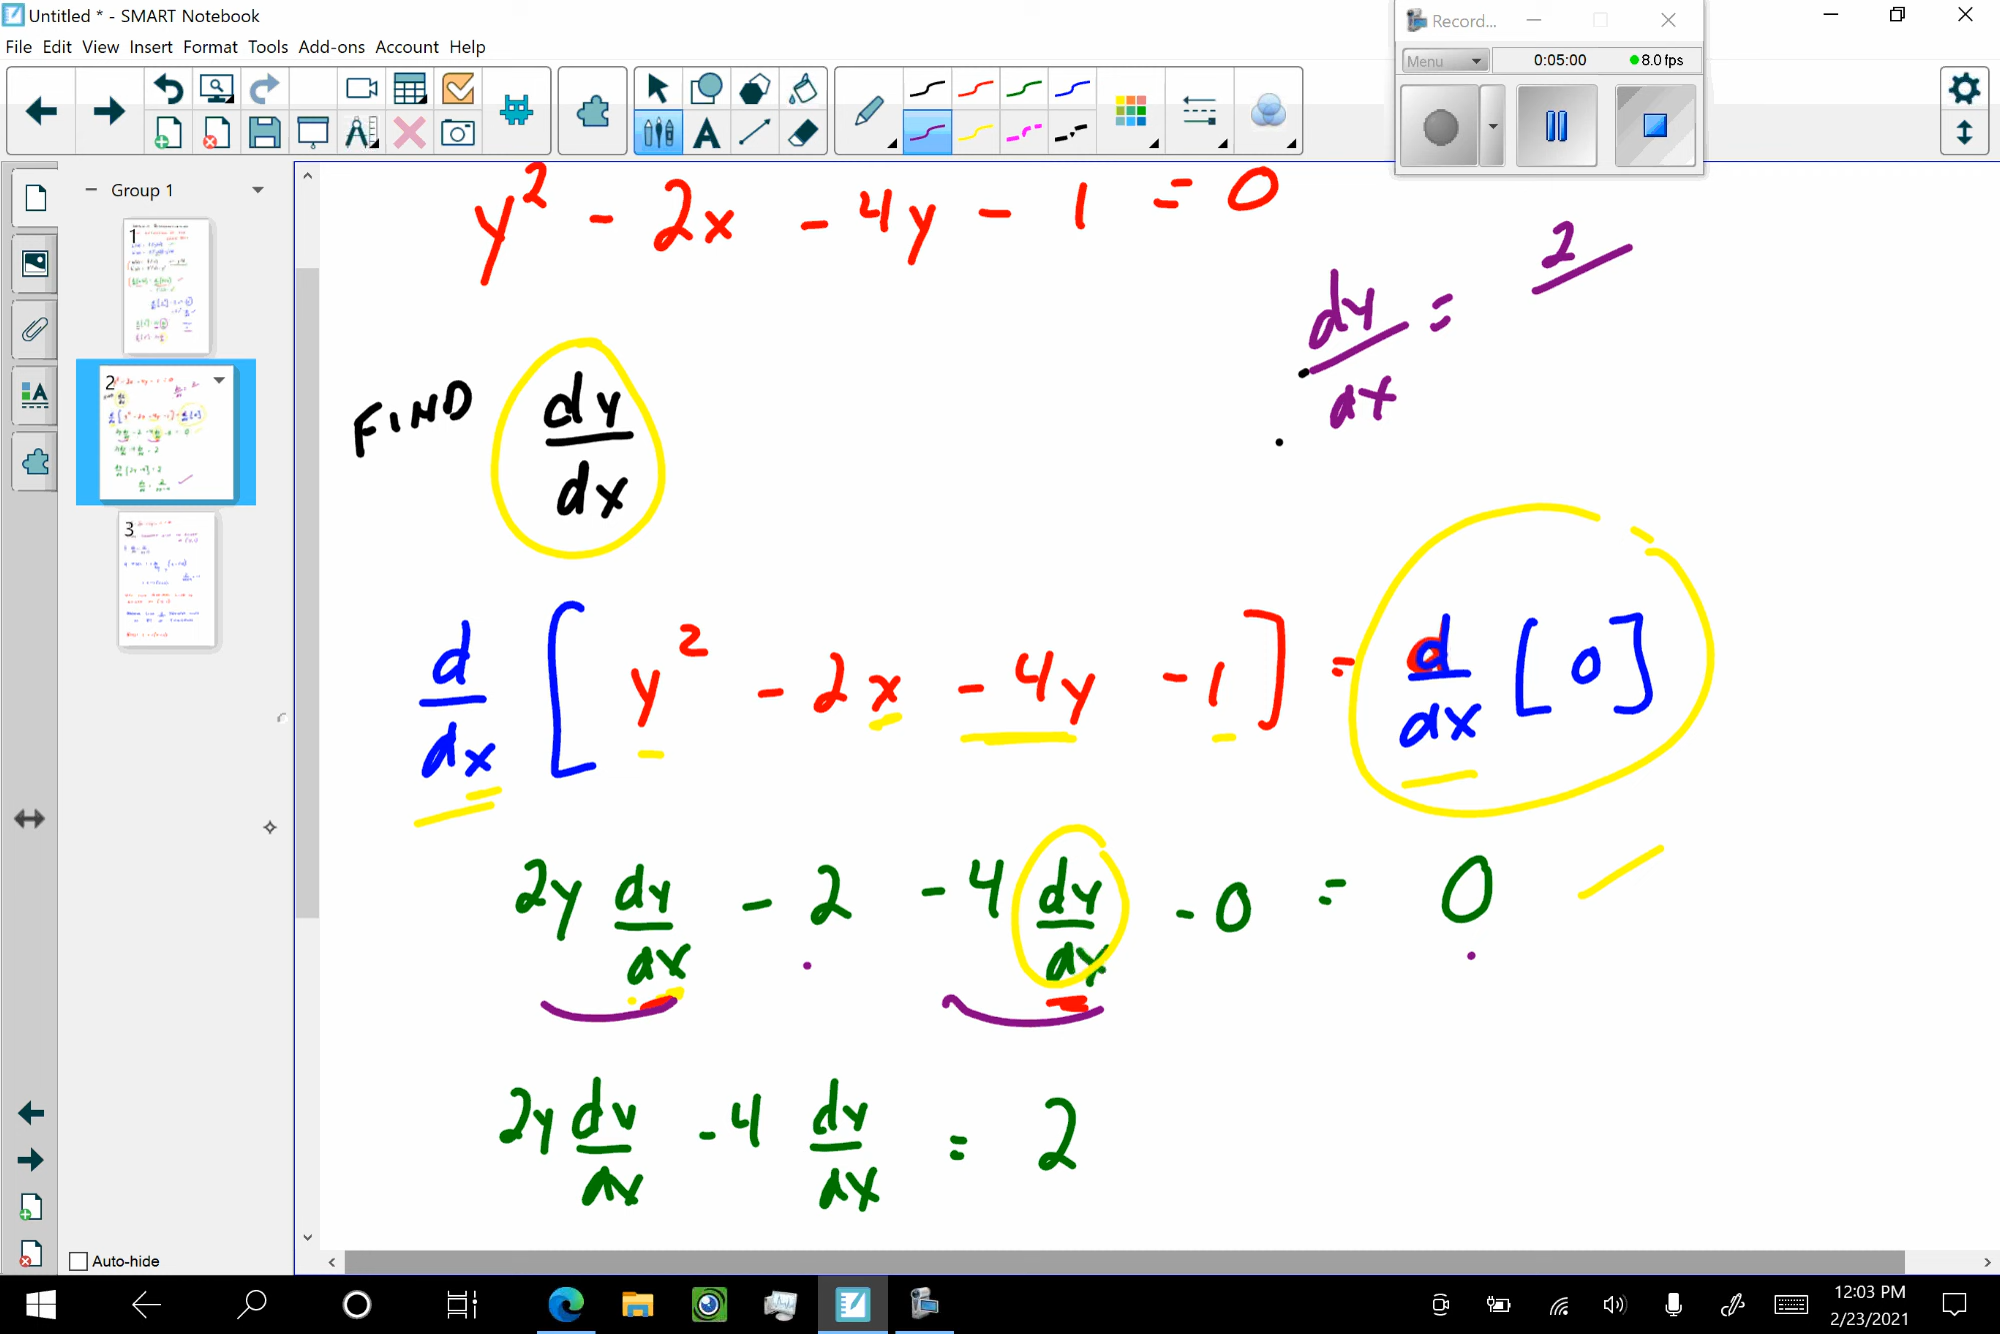 Untitled * - SMART Notebook
File Edit View Insert Format Tools Add-ons Account Help
Record...
Menu 0:05:00 8.0 fps
Group 1
1
2
3
y² - 2x - 4y - 1 = 0
dy/dx = 2/
FIND dy/dx
d/dx [ y² - 2x - 4y - 1 ] = d/dx [ 0 ]
2y dy/dx - 2 - 4 dy/dx - 0 = 0
2y dy/dx - 4 dy/dx = 2
Auto-hide
12:03 PM
2/23/2021